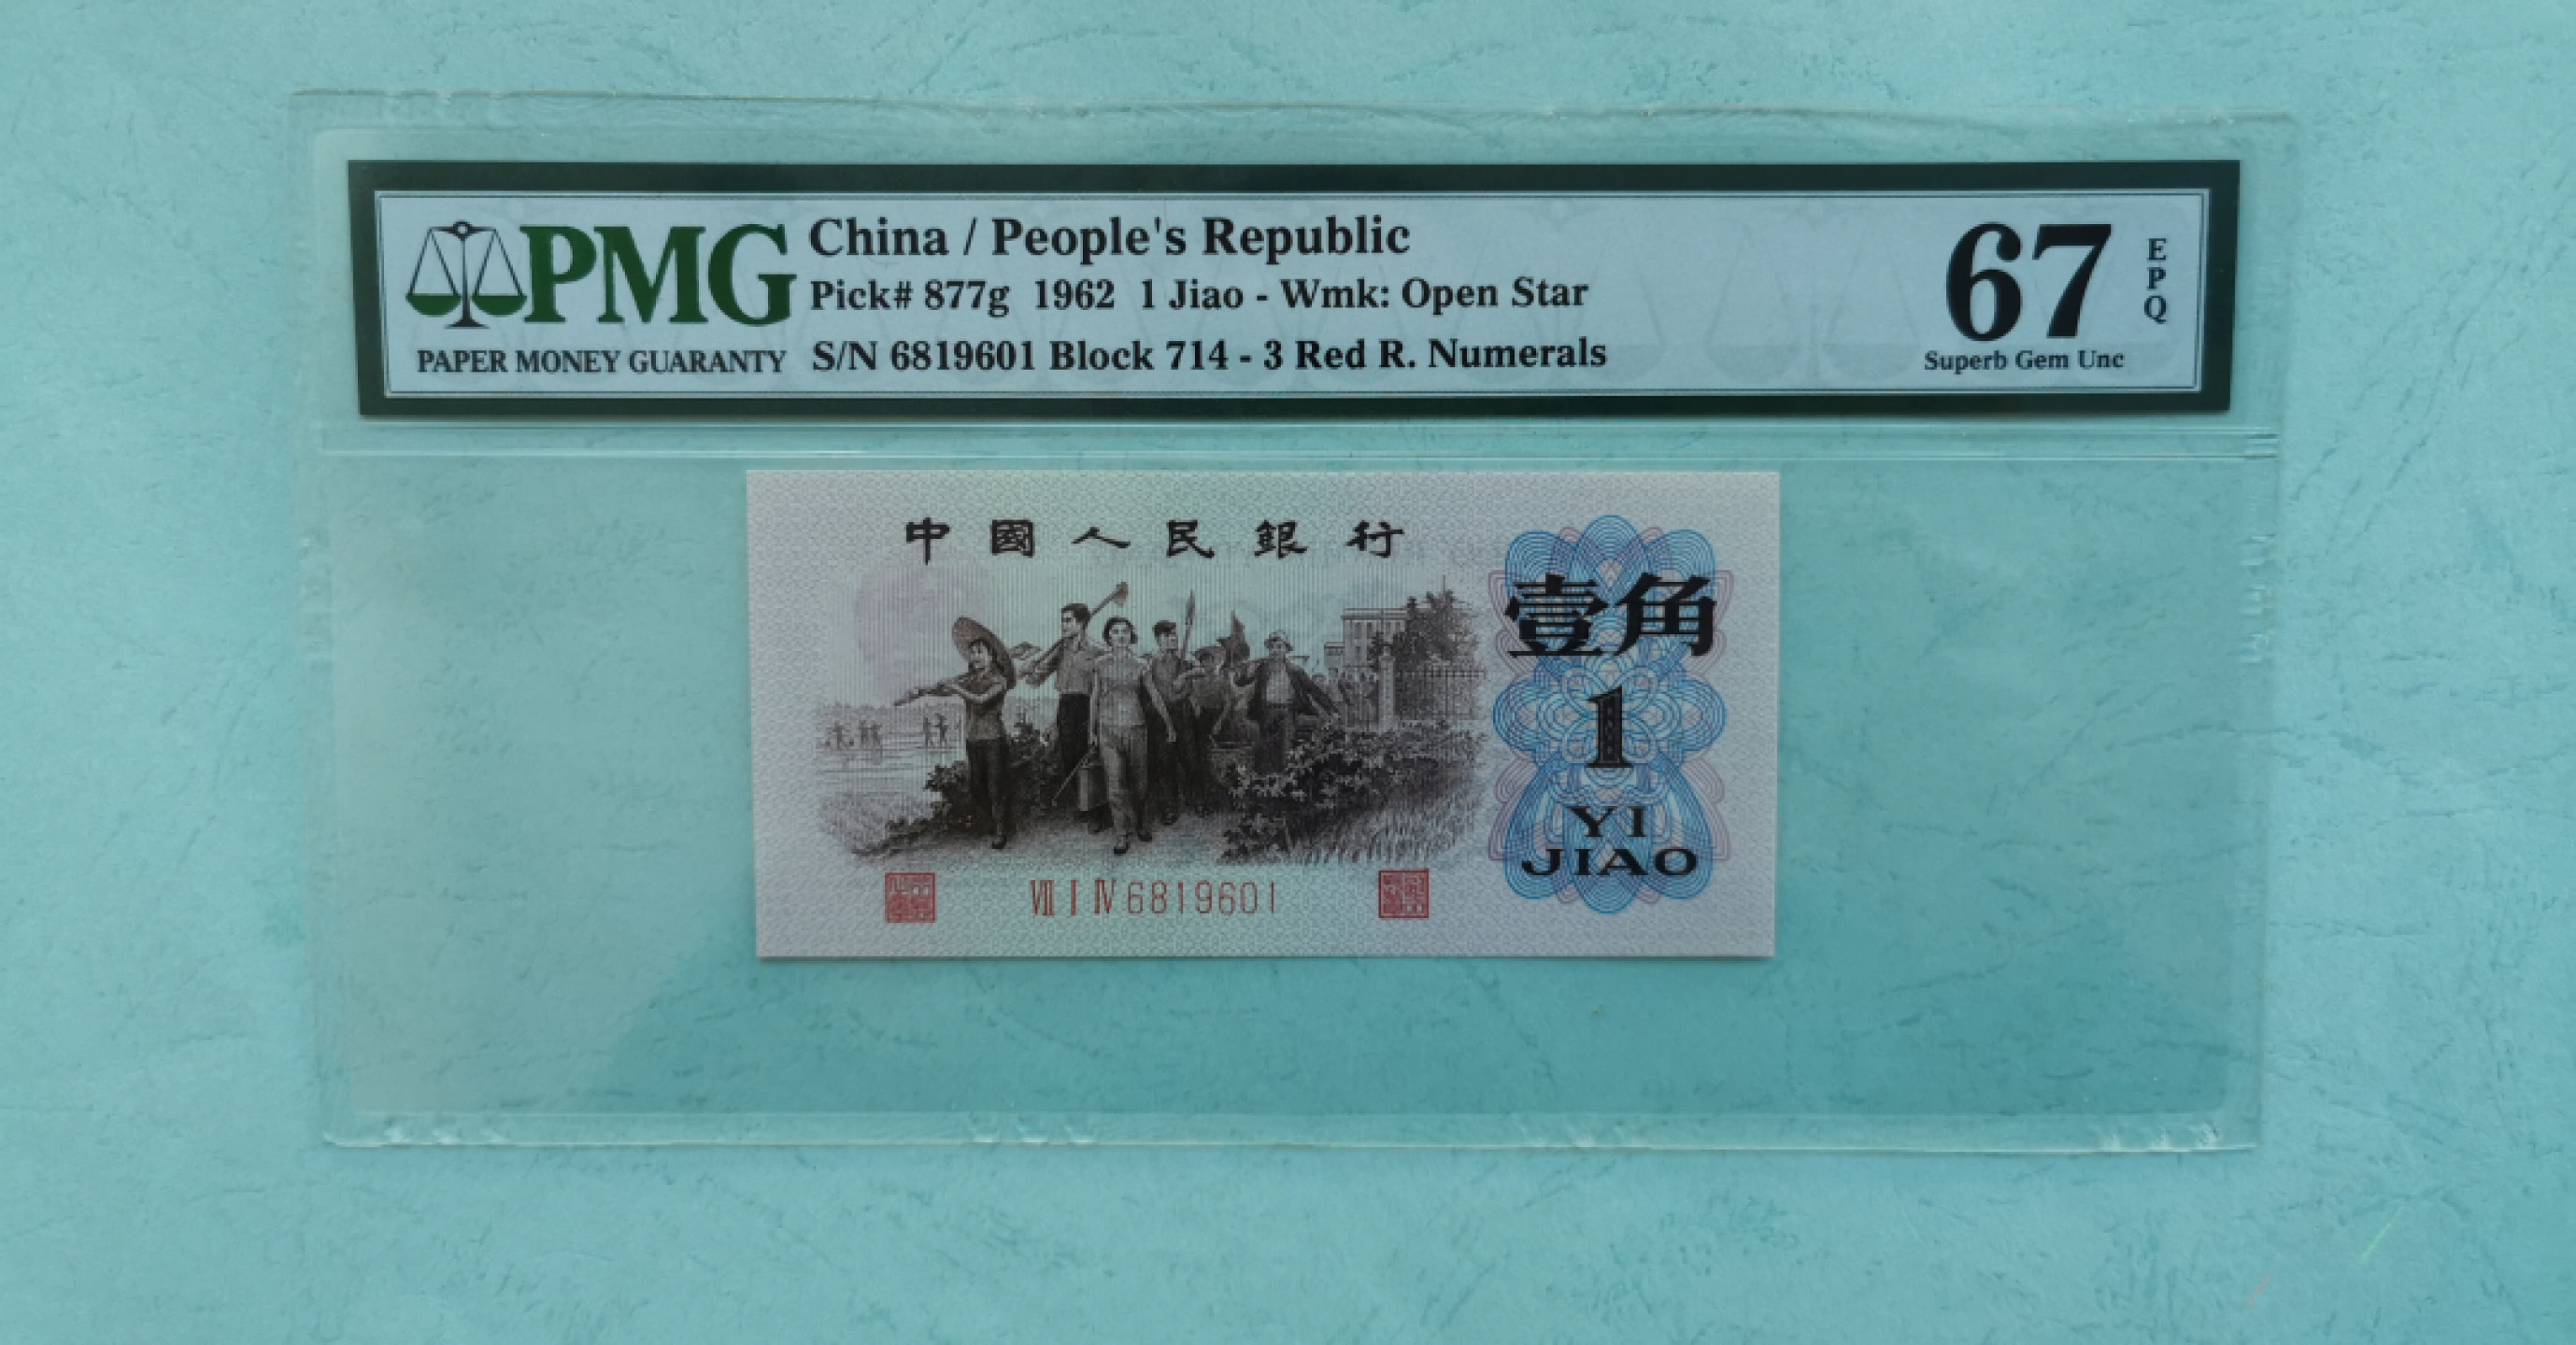 PMG
PAPER MONEY GUARANTY
China / People's Republic
Pick# 877g 1962 1 Jiao - Wmk: Open Star
S/N 6819601 Block 714 - 3 Red R. Numerals
67
EPQ
Superb Gem Unc
中國人民銀行
壹角
1
YI
JIAO
Ⅶ Ⅰ Ⅳ 6819601